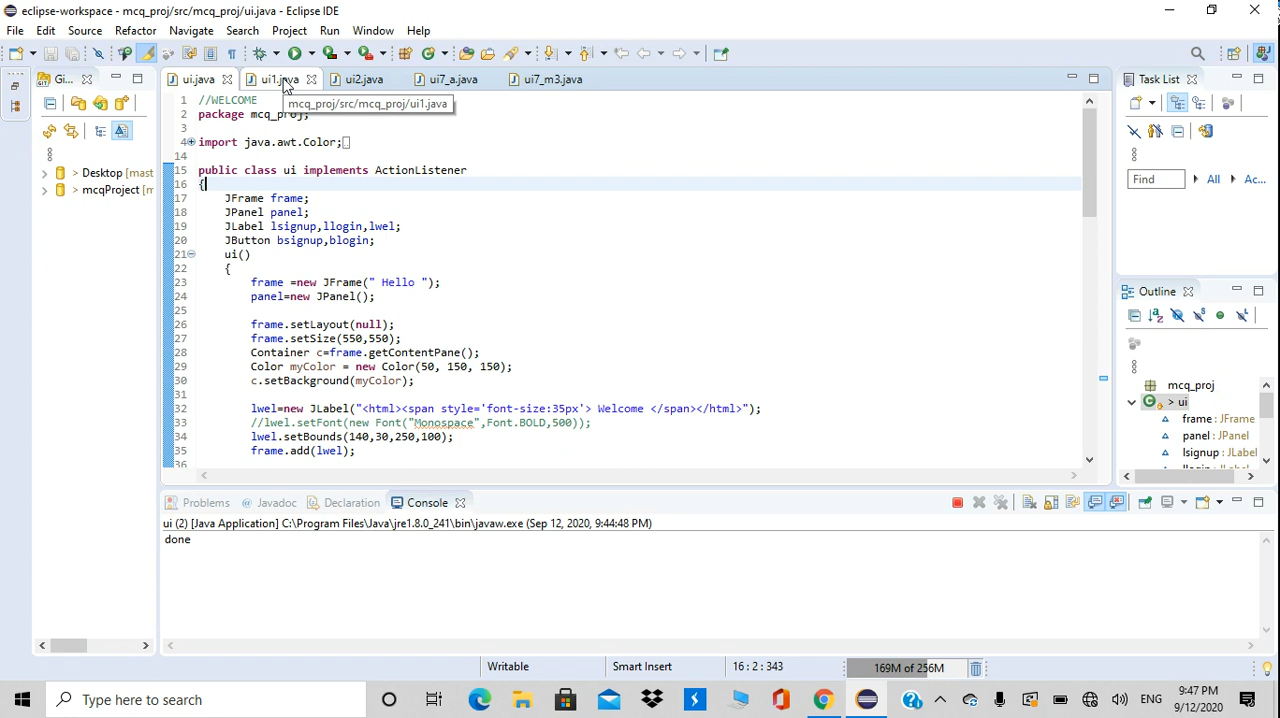 eclipse-workspace - mcq_proj/src/mcq_proj/ui.java - Eclipse IDE
File Edit Source Refactor Navigate Search Project Run Window Help
Gi... ui.java ui1.java ui2.java ui7_a.java ui7_m3.java Task List
mcq_proj/src/mcq_proj/ui1.java
1 //WELCOME
2 package mcq_proj;
3
4 import java.awt.Color;
14
15 public class ui implements ActionListener
16 {
17 JFrame frame;
18 JPanel panel;
19 JLabel lsignup,llogin,lwel;
20 JButton bsignup,blogin;
21 ui()
22 {
23 frame =new JFrame(" Hello ");
24 panel=new JPanel();
25
26 frame.setLayout(null);
27 frame.setSize(550,550);
28 Container c=frame.getContentPane();
29 Color myColor = new Color(50, 150, 150);
30 c.setBackground(myColor);
31
32 lwel=new JLabel("<html><span style='font-size:35px'> Welcome </span></html>");
33 //lwel.setFont(new Font("Monospace",Font.BOLD,500));
34 lwel.setBounds(140,30,250,100);
35 frame.add(lwel);
36
> Desktop [mast
> mcqProject [m
Find All Ac...
Outline
mcq_proj
> ui
frame : JFrame
panel : JPanel
lsignup : JLabel
Problems Javadoc Declaration Console
ui (2) [Java Application] C:\Program Files\Java\jre1.8.0_241\bin\javaw.exe (Sep 12, 2020, 9:44:48 PM)
done
Writable Smart Insert 16 : 2 : 343 169M of 256M
Type here to search ENG 9:47 PM
9/12/2020